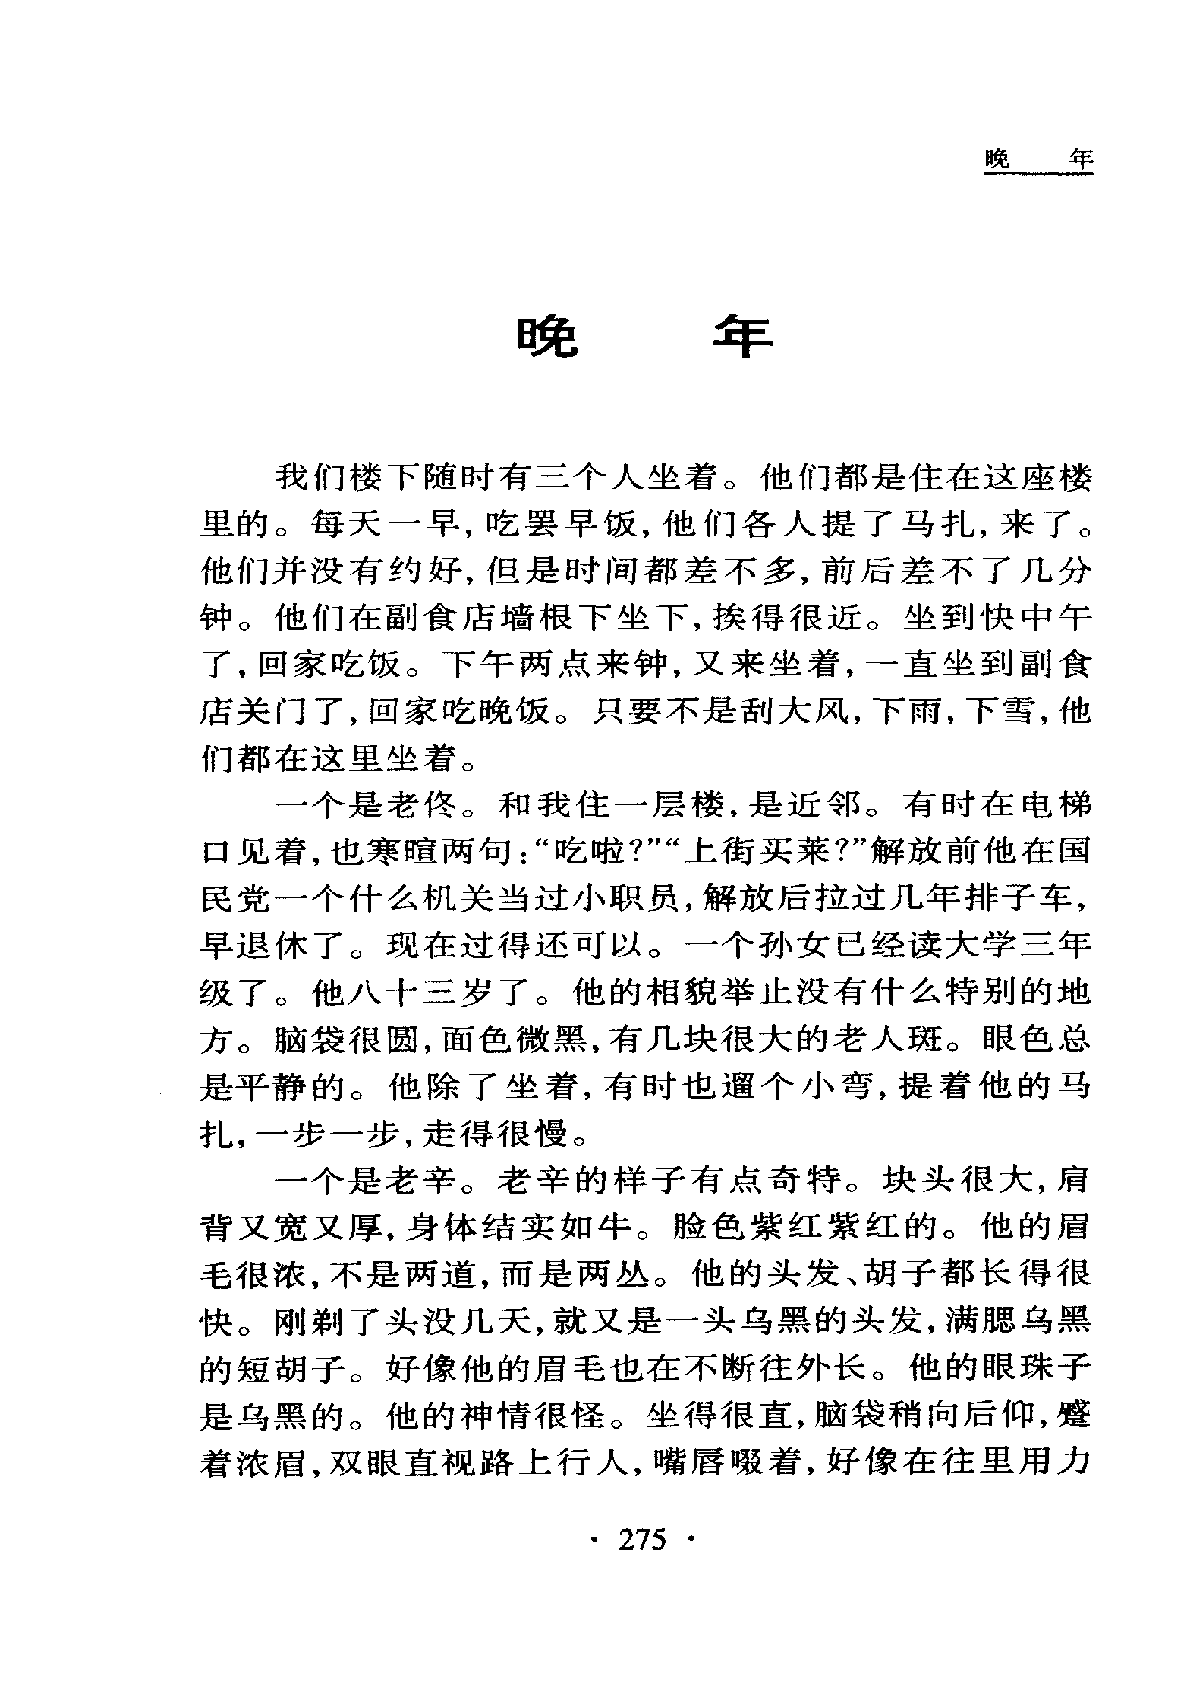 晚 年
晚 年
我们楼下随时有三个人坐着。他们都是住在这座楼
里的。每天一早,吃罢早饭,他们各人提了马扎,来了。
他们并没有约好,但是时间都差不多,前后差不了几分
钟。他们在副食店墙根下坐下,挨得很近。坐到快中午
了,回家吃饭。下午两点来钟,又来坐着,一直坐到副食
店关门了,回家吃晚饭。只要不是刮大风,下雨,下雪,他
们都在这里坐着。
一个是老佟。和我住一层楼,是近邻。有时在电梯
口见着,也寒暄两句:“吃啦?”“上街买菜?”解放前他在国
民党一个什么机关当过小职员,解放后拉过几年排子车,
早退休了。现在过得还可以。一个孙女已经读大学三年
级了。他八十三岁了。他的相貌举止没有什么特别的地
方。脑袋很圆,面色微黑,有几块很大的老人斑。眼色总
是平静的。他除了坐着,有时也遛个小弯,提着他的马
扎,一步一步,走得很慢。
一个是老辛。老辛的样子有点奇特。块头很大,肩
背又宽又厚,身体结实如牛。脸色紫红紫红的。他的眉
毛很浓,不是两道,而是两丛。他的头发、胡子都长得很
快。刚剃了头没几天,就又是一头乌黑的头发,满腮乌黑
的短胡子。好像他的眉毛也在不断往外长。他的眼珠子
是乌黑的。他的神情很怪。坐得很直,脑袋稍向后仰,蹙
着浓眉,双眼直视路上行人,嘴唇啜着,好像在往里用力
· 275 ·